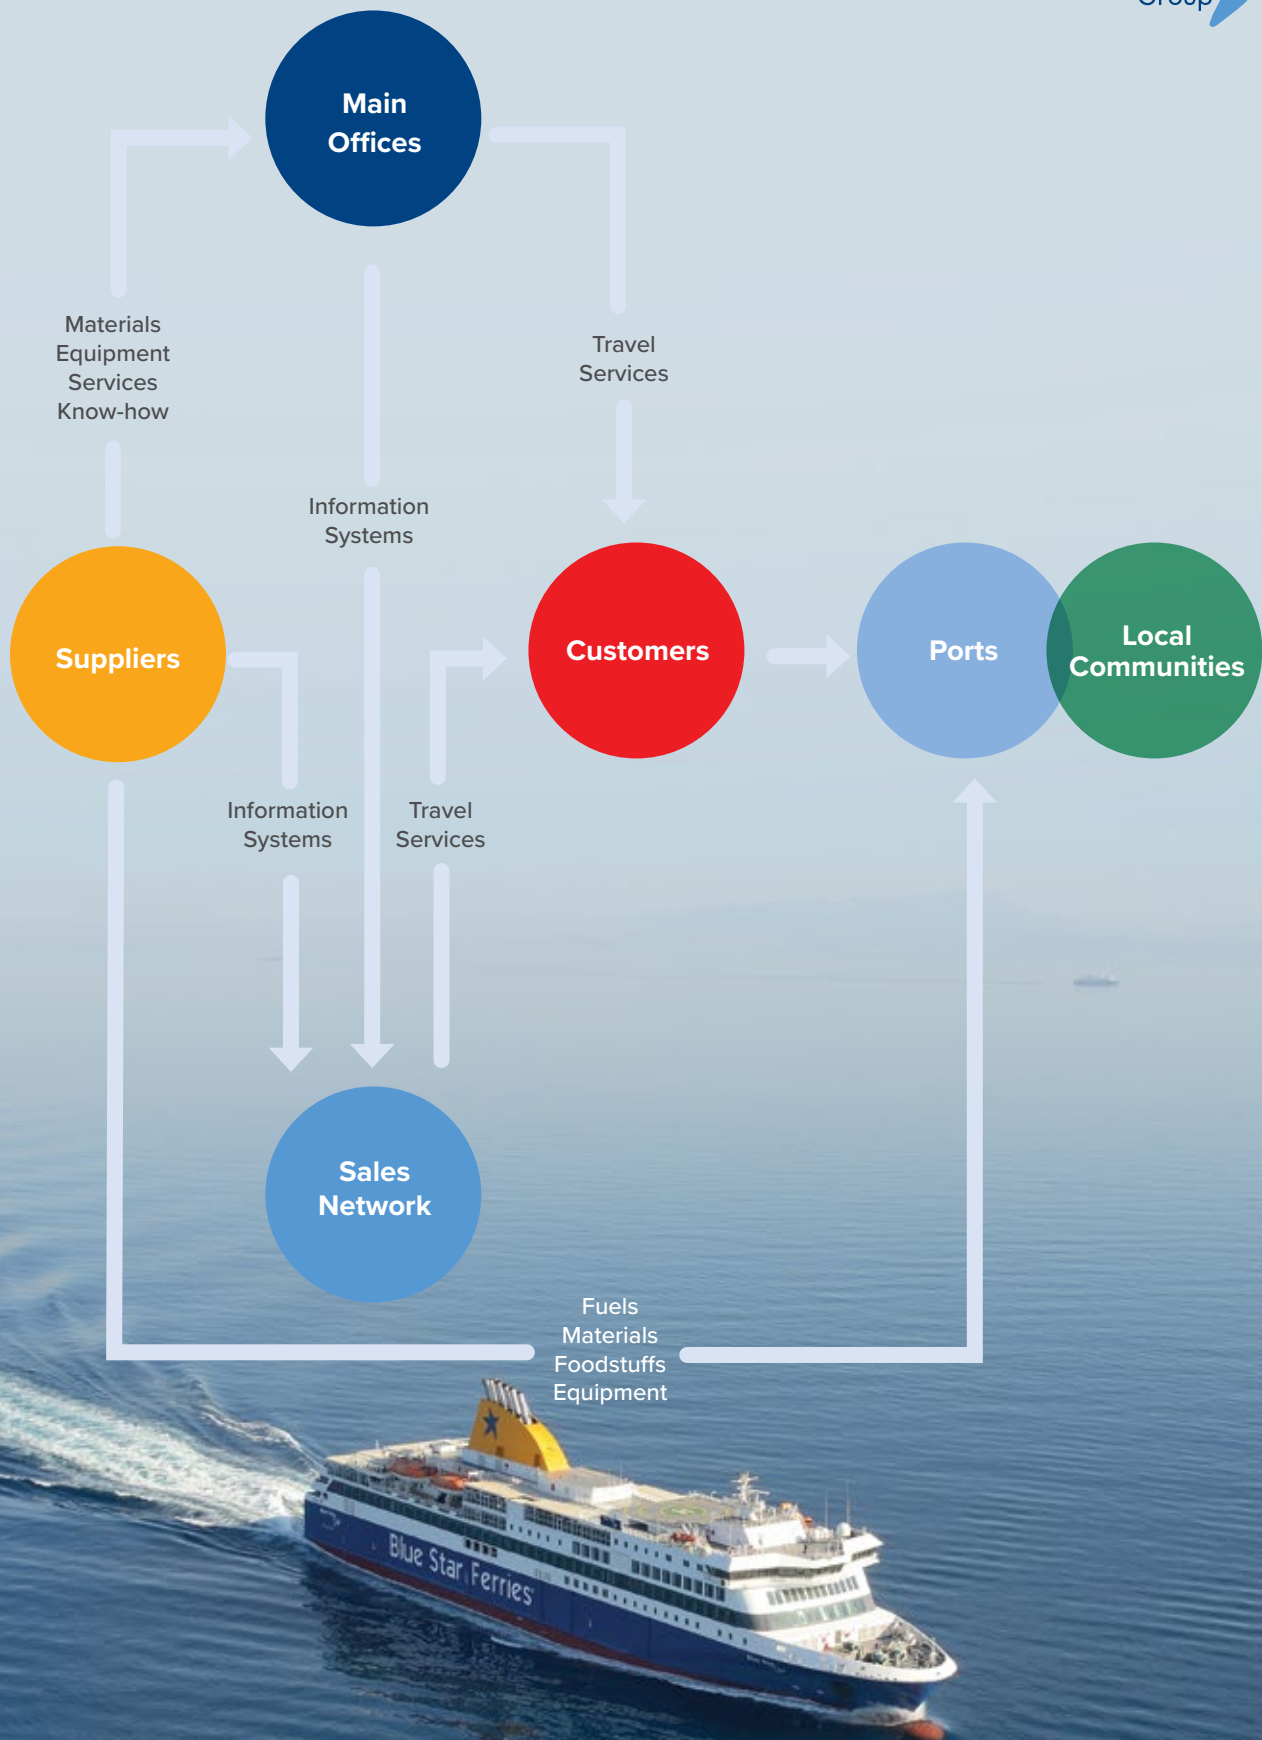 Group
Main
Offices
Materials
Equipment
Services
Know-how
Travel
Services
Information
Systems
Suppliers
Customers
Ports
Local
Communities
Information
Systems
Travel
Services
Sales
Network
Fuels
Materials
Foodstuffs
Equipment
Blue Star Ferries